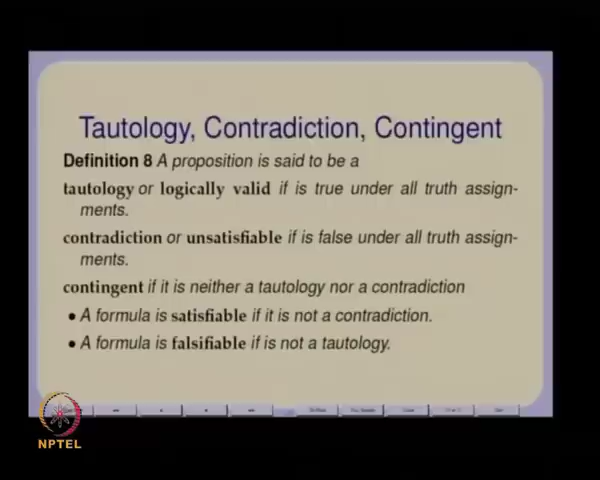 Tautology, Contradiction, Contingent
Definition 8 A proposition is said to be a
tautology or logically valid if is true under all truth assign-
ments.
contradiction or unsatisfiable if is false under all truth assign-
ments.
contingent if it is neither a tautology nor a contradiction
• A formula is satisfiable if it is not a contradiction.
• A formula is falsifiable if is not a tautology.
NPTEL